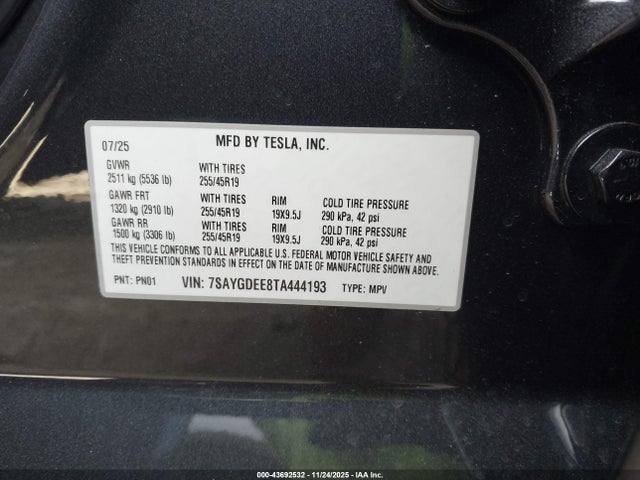 07/25 MFD BY TESLA, INC.
GVWR WITH TIRES
2511 kg (5536 lb) 255/45R19
GAWR FRT WITH TIRES RIM COLD TIRE PRESSURE
1320 kg (2910 lb) 255/45R19 19X9.5J 290 kPa, 42 psi
GAWR RR WITH TIRES RIM COLD TIRE PRESSURE
1500 kg (3306 lb) 255/45R19 19X9.5J 290 kPa, 42 psi
THIS VEHICLE CONFORMS TO ALL APPLICABLE U.S. FEDERAL MOTOR VEHICLE SAFETY AND
THEFT PREVENTION STANDARDS IN EFFECT ON THE DATE OF MANUFACTURE SHOWN ABOVE.
PNT: PN01 VIN: 7SAYGDEE8TA444193 TYPE: MPV
000-43692532 - 11/24/2025 - IAA Inc.